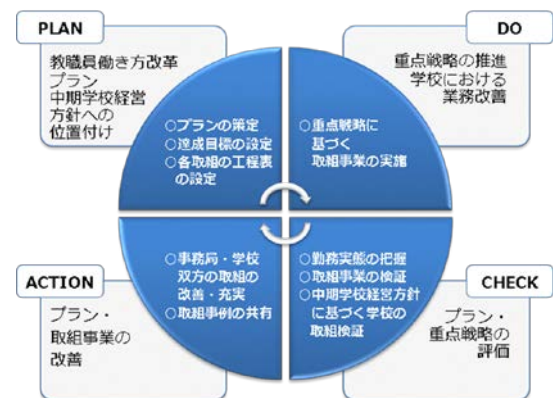 PLAN
教職員働き方改革
プラン
中期学校経営
方針への
位置付け
○プランの策定
○達成目標の設定
○各取組の工程表
の設定
DO
重点戦略の推進
学校における
業務改善
○重点戦略に
基づく
取組事業の実施
ACTION
プラン・
取組事業の
改善
○事務局・学校
双方の取組の
改善・充実
○取組事例の共有
CHECK
プラン・
重点戦略の
評価
○勤務実態の把握
○取組事業の検証
○中期学校経営方針
に基づく学校の
取組検証